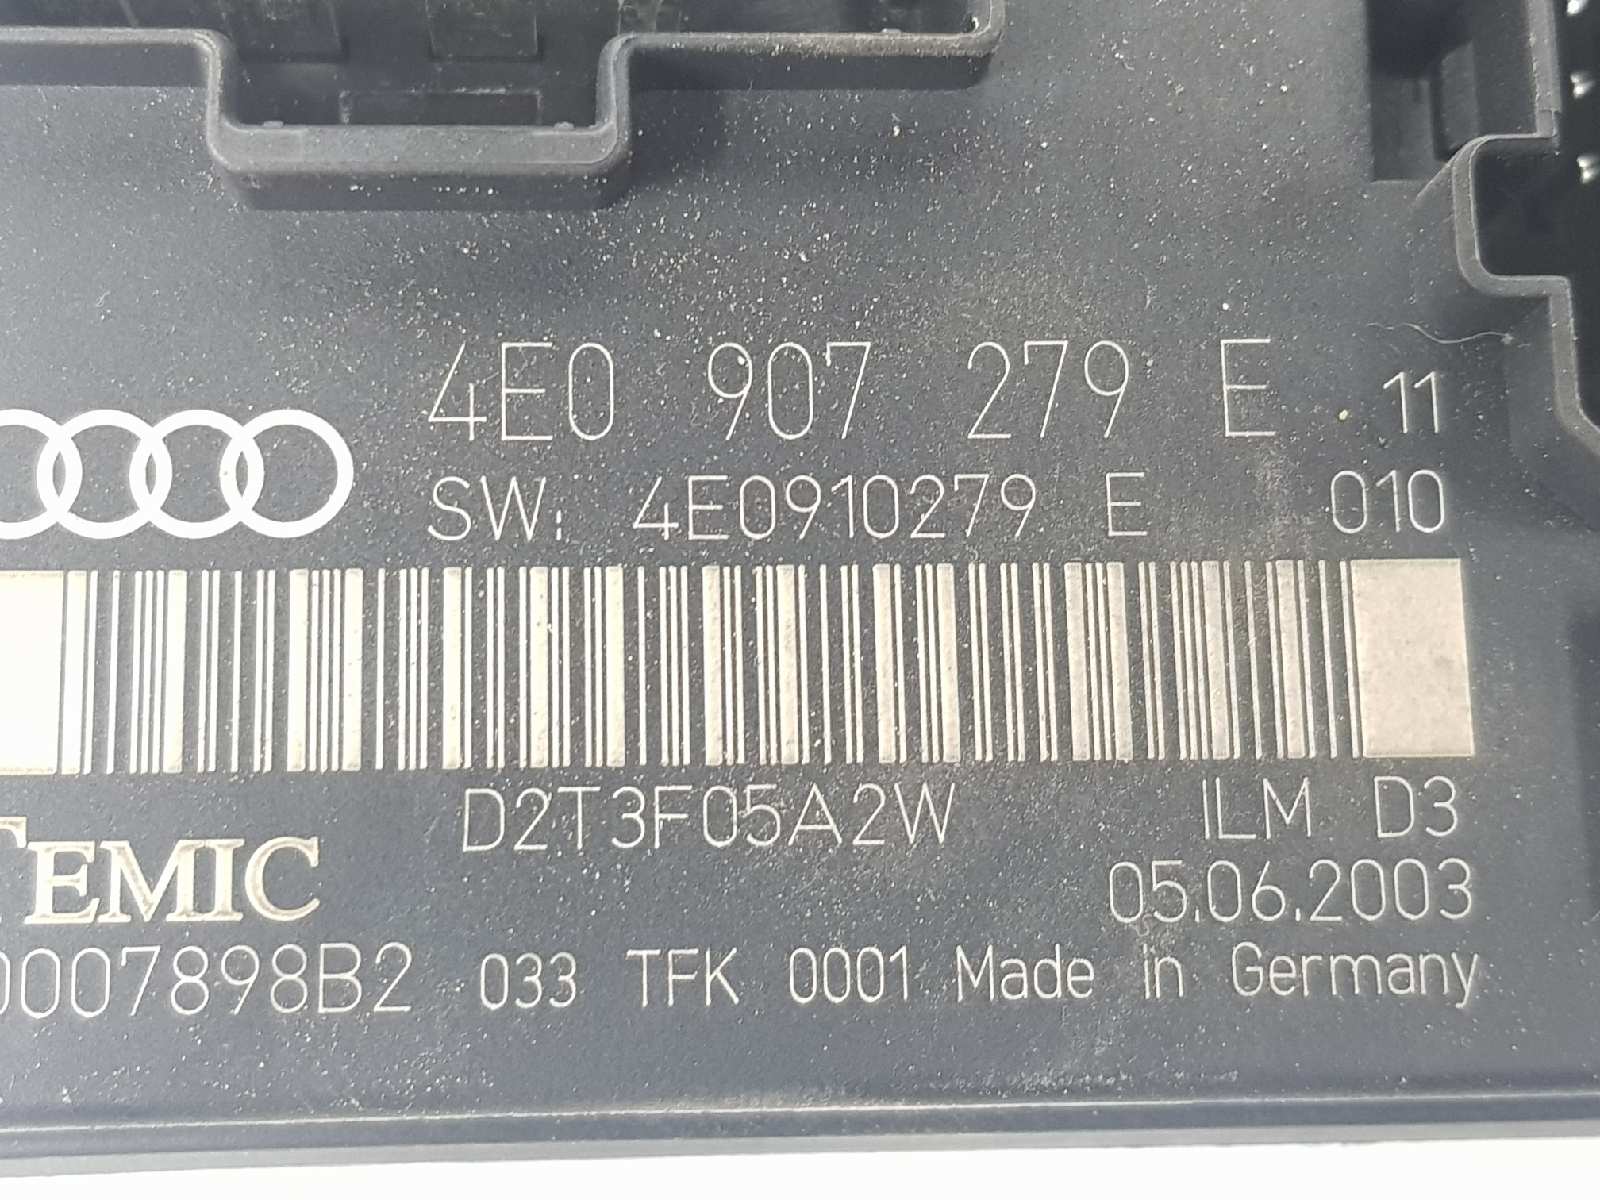 4E0 907 279 E 11
SW: 4E0910279 E 010
D2T3F05A2W ILM D3
TEMIC 05.06.2003
0007898B2 033 TFK 0001 Made in Germany